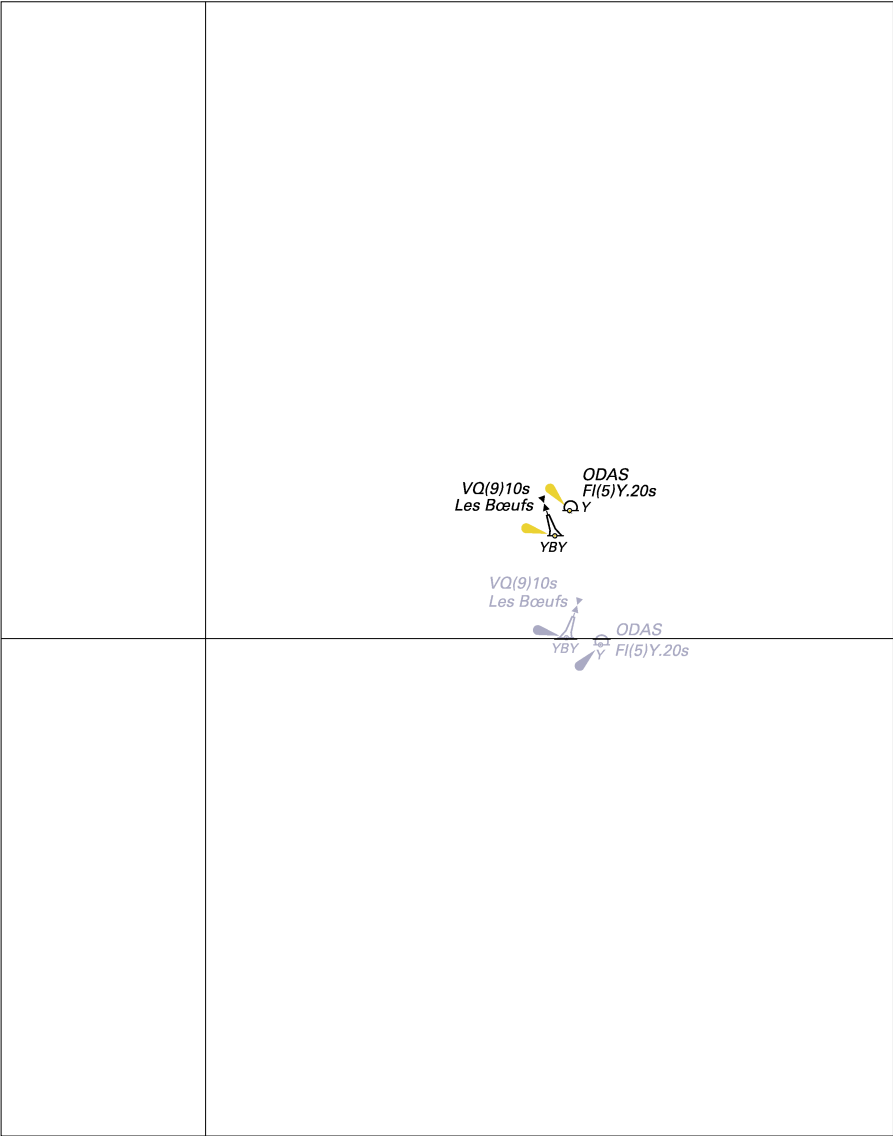 ODAS
Fl(5)Y.20s
Y
VQ(9)10s
Les Bœufs
YBY
VQ(9)10s
Les Bœufs
YBY
ODAS
Fl(5)Y.20s
Y